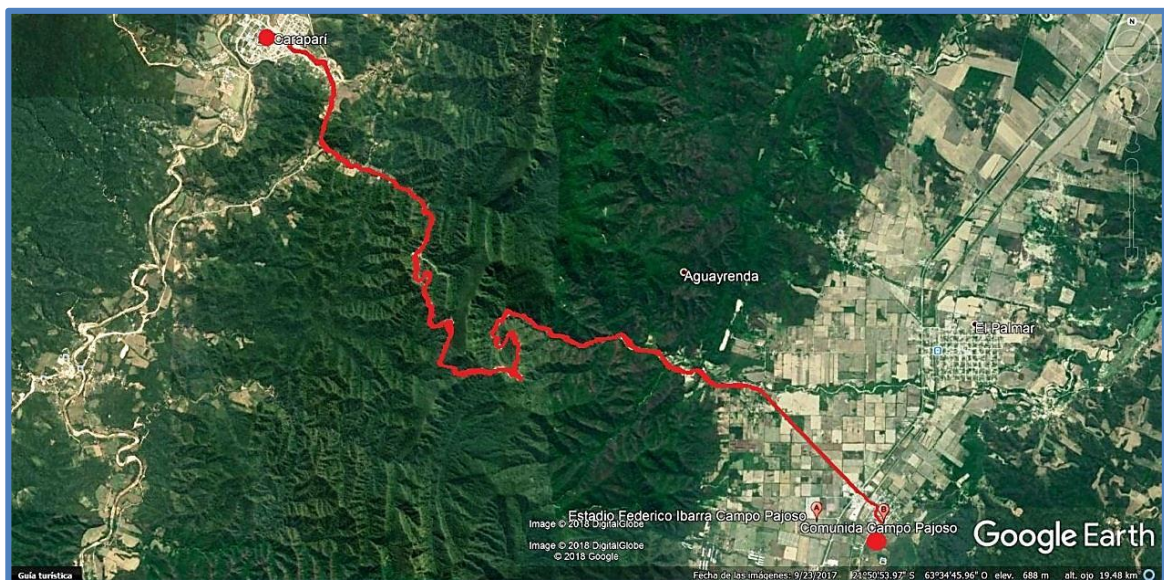 N
Caraparí
Aguayrenda
El Palmar
A
B
Estadio Federico Ibarra Campo Pajoso
Comunida Campo Pajoso
Image © 2018 DigitalGlobe
Image © 2018 DigitalGlobe
© 2018 Google
Google Earth
Guía turística
Fecha de las imágenes: 9/23/2017 21°50'53.97" S 63°34'45.96" O elev. 688 m alt. ojo 19.48 km